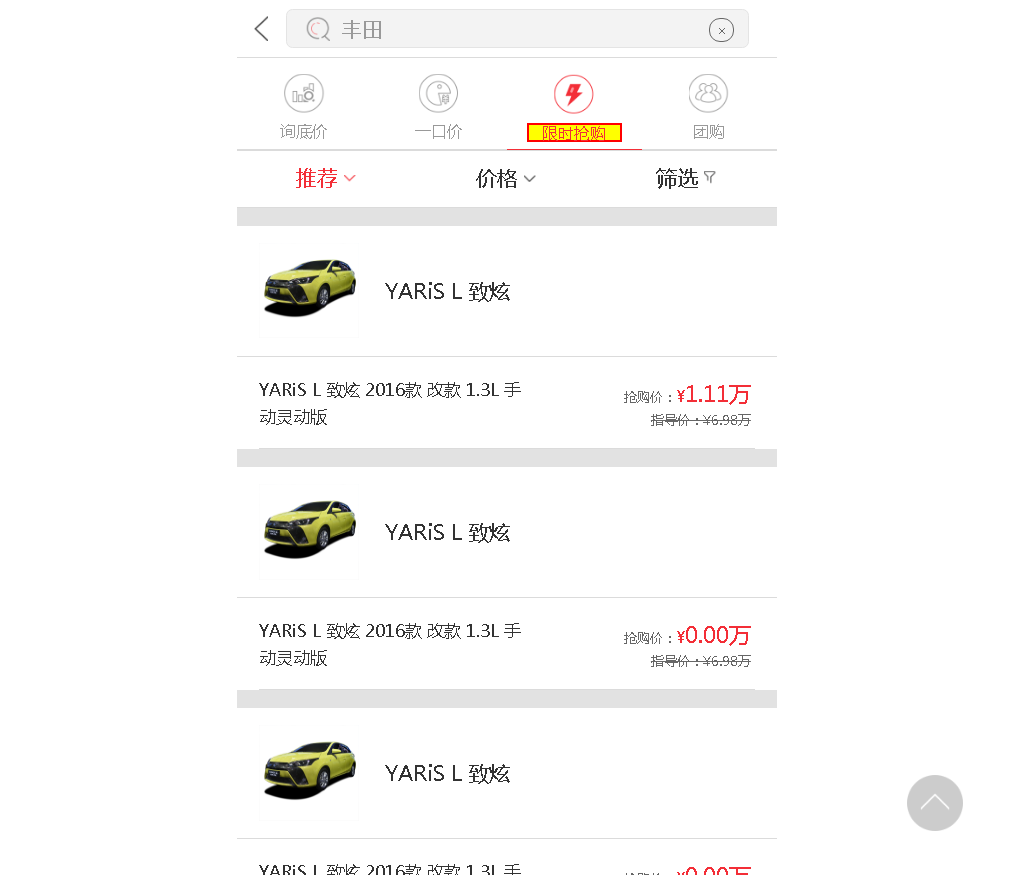 丰田
询底价 一口价 限时抢购 团购
推荐 价格 筛选
YARiS L 致炫
YARiS L 致炫 2016款 改款 1.3L 手
动灵动版
抢购价：¥1.11万
指导价：¥6.98万
YARiS L 致炫
YARiS L 致炫 2016款 改款 1.3L 手
动灵动版
抢购价：¥0.00万
指导价：¥6.98万
YARiS L 致炫
YARiS L 致炫 2016款 改款 1.3L 手
抢购价：¥0.00万